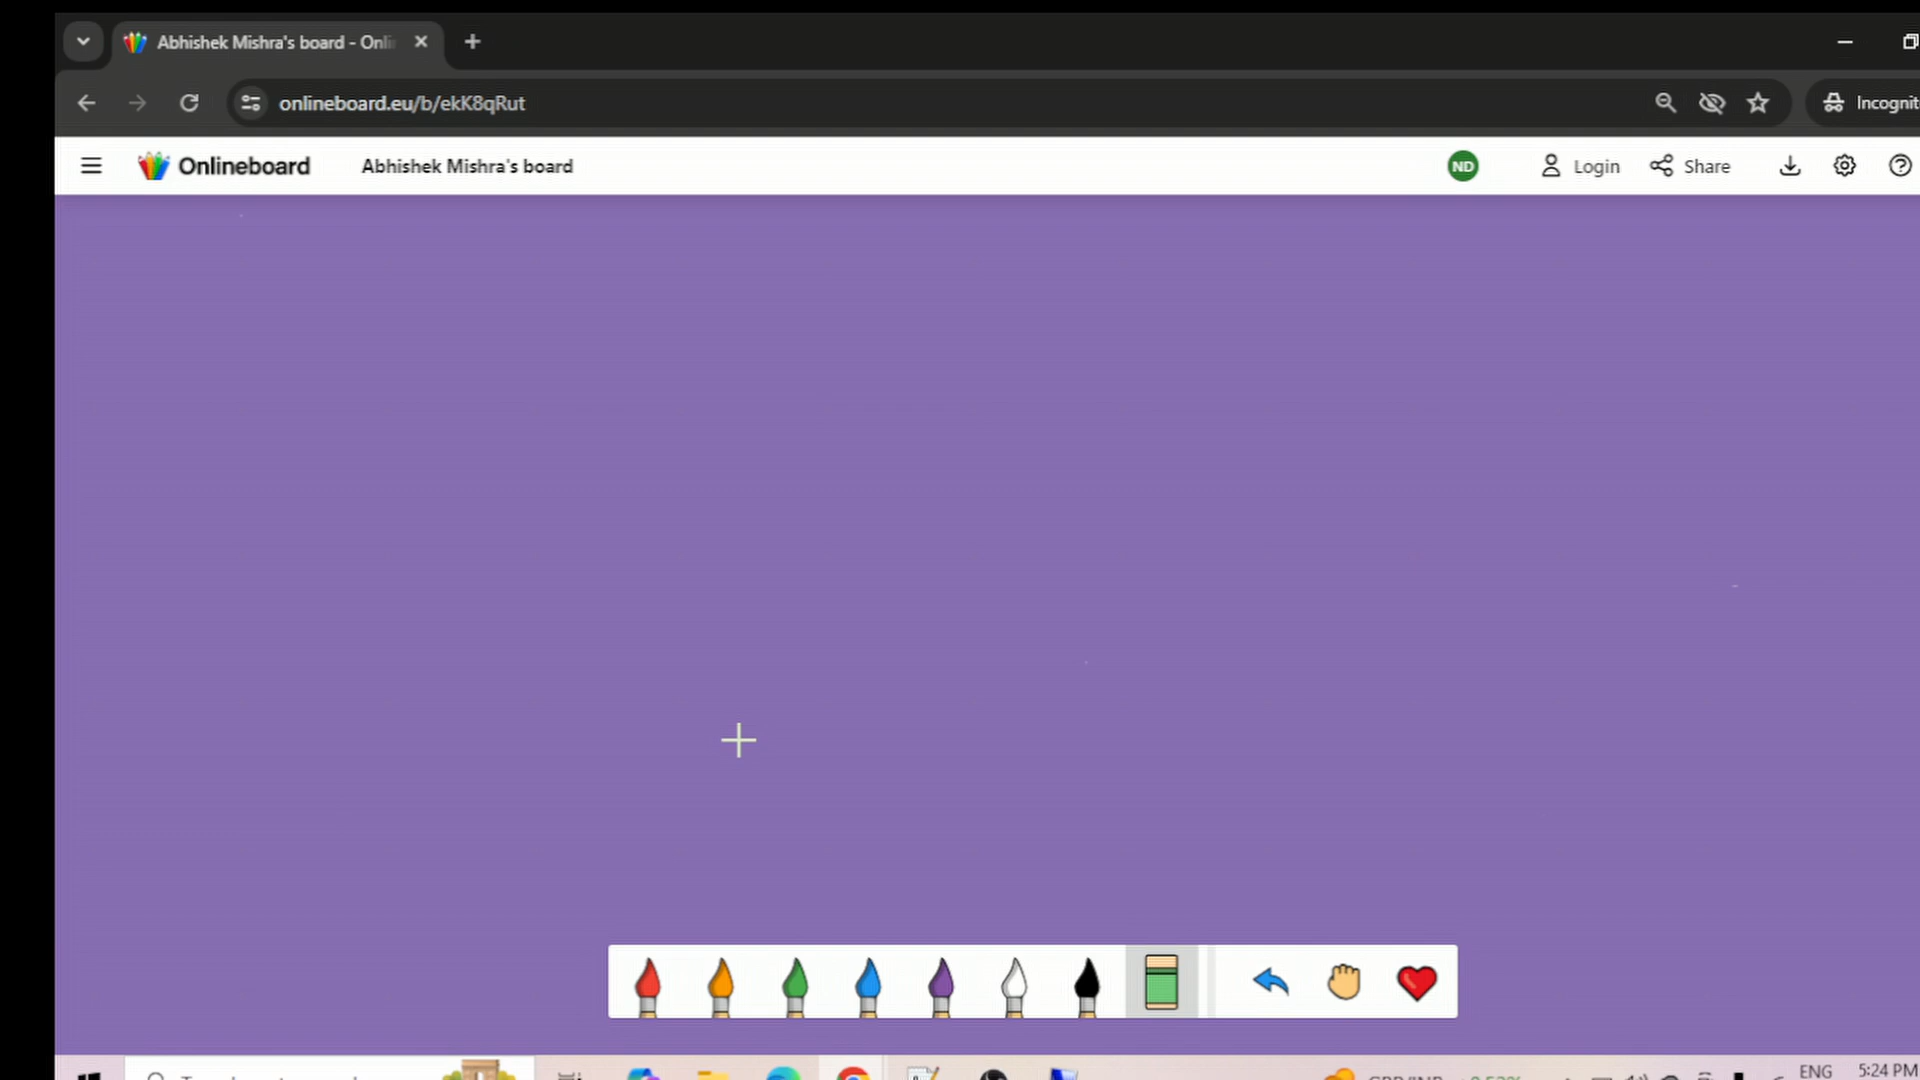 Abhishek Mishra's board - Onli
onlineboard.eu/b/ekK8qRut
Incognit
Onlineboard
Abhishek Mishra's board
ND
Login
Share
ENG
5:24 PM